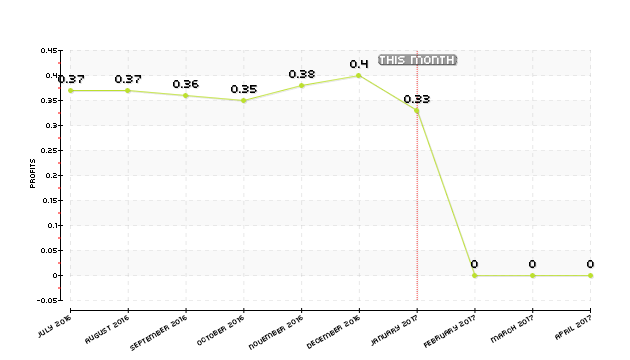 0.45
0.4
0.35
0.3
0.25
0.2
0.15
0.1
0.05
0
-0.05
PROFITS
THIS MONTH
0.37
0.37
0.36
0.35
0.38
0.4
0.33
0
0
0
JULY 2016
AUGUST 2016
SEPTEMBER 2016
OCTOBER 2016
NOVEMBER 2016
DECEMBER 2016
JANUARY 2017
FEBRUARY 2017
MARCH 2017
APRIL 2017